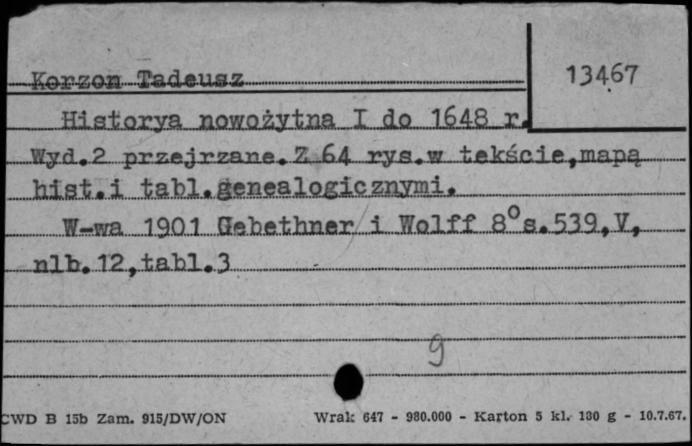 13467
Korzon Tadeusz
Historya nowożytna I do 1648 r.
Wyd.2 przejrzane.Z 64 rys.w tekście,mapą
hist.i tabl.genealogicznymi.
W-wa 1901 Gebethner i Wolff 8° s.539,V,
nlb.12,tabl.3
9
CWD B 15b Zam. 915/DW/ON Wrak 647 - 980.000 - Karton 5 kl. 180 g - 10.7.67.